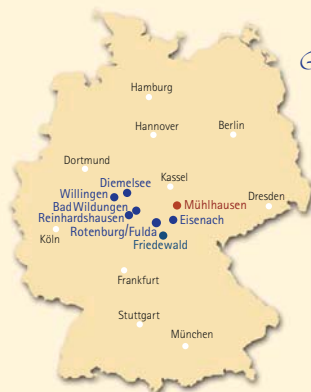 Hamburg
Hannover
Berlin
Dortmund
Diemelsee
Kassel
Willingen
Mühlhausen
Dresden
Bad Wildungen
Reinhardshausen
Eisenach
Köln
Rotenburg/Fulda
Friedewald
Frankfurt
Stuttgart
München